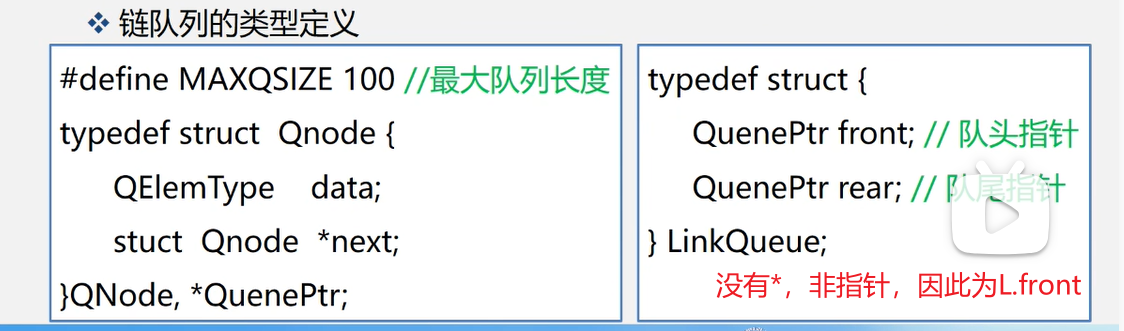 ❖ 链队列的类型定义
#define MAXQSIZE 100 //最大队列长度
typedef struct Qnode {
QElemType data;
stuct Qnode *next;
}QNode, *QuenePtr;
typedef struct {
QuenePtr front; // 队头指针
QuenePtr rear; // 队尾指针
} LinkQueue;
没有*，非指针，因此为L.front